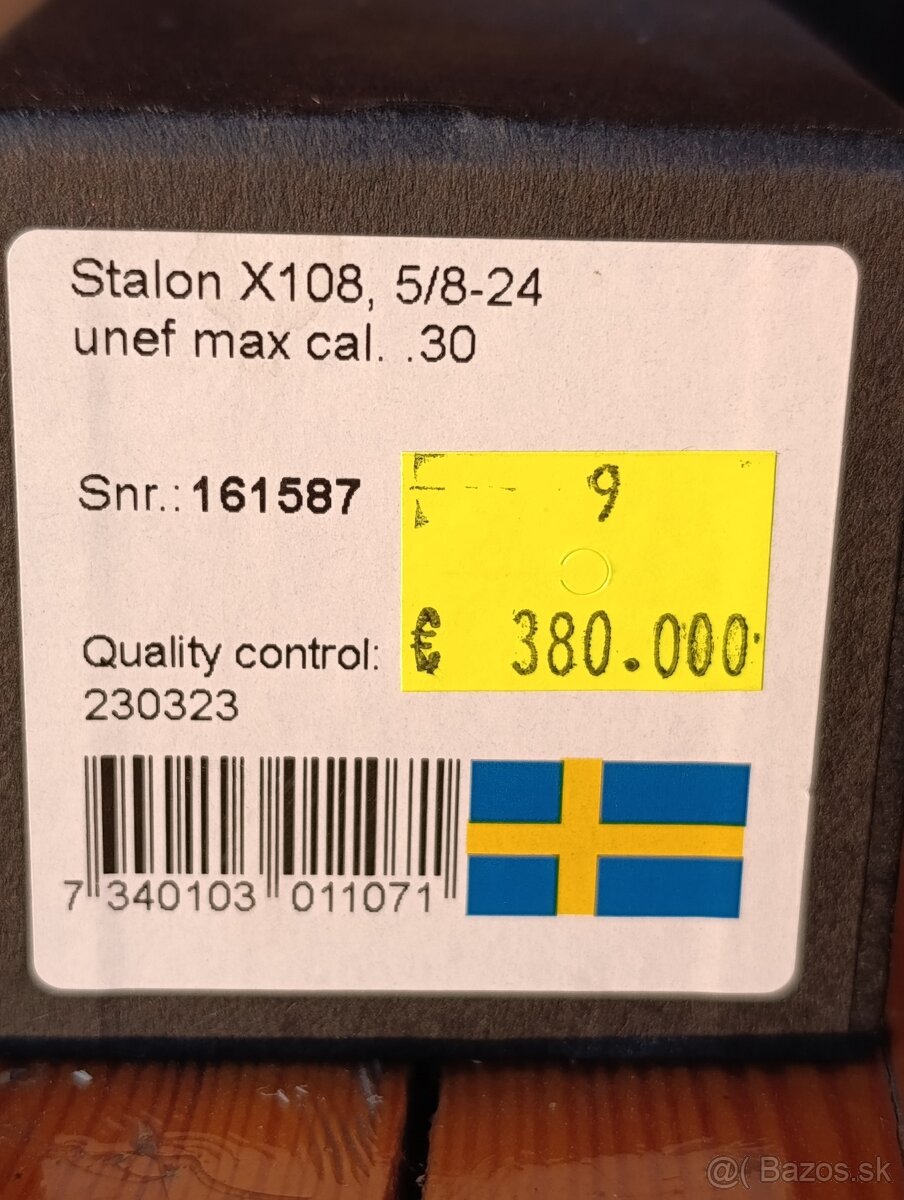 Stalon X108, 5/8-24
unef max cal. .30
Snr.: 161587
9
€ 380.000
Quality control:
230323
7 340103 011071
@( Bazos.sk